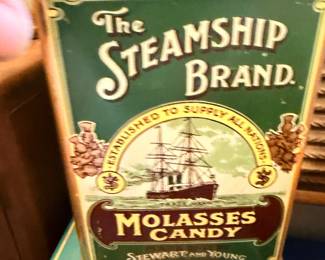 The
STEAMSHIP
BRAND.
ESTABLISHED TO SUPPLY ALL NATIONS
MOLASSES
CANDY
STEWART AND YOUNG